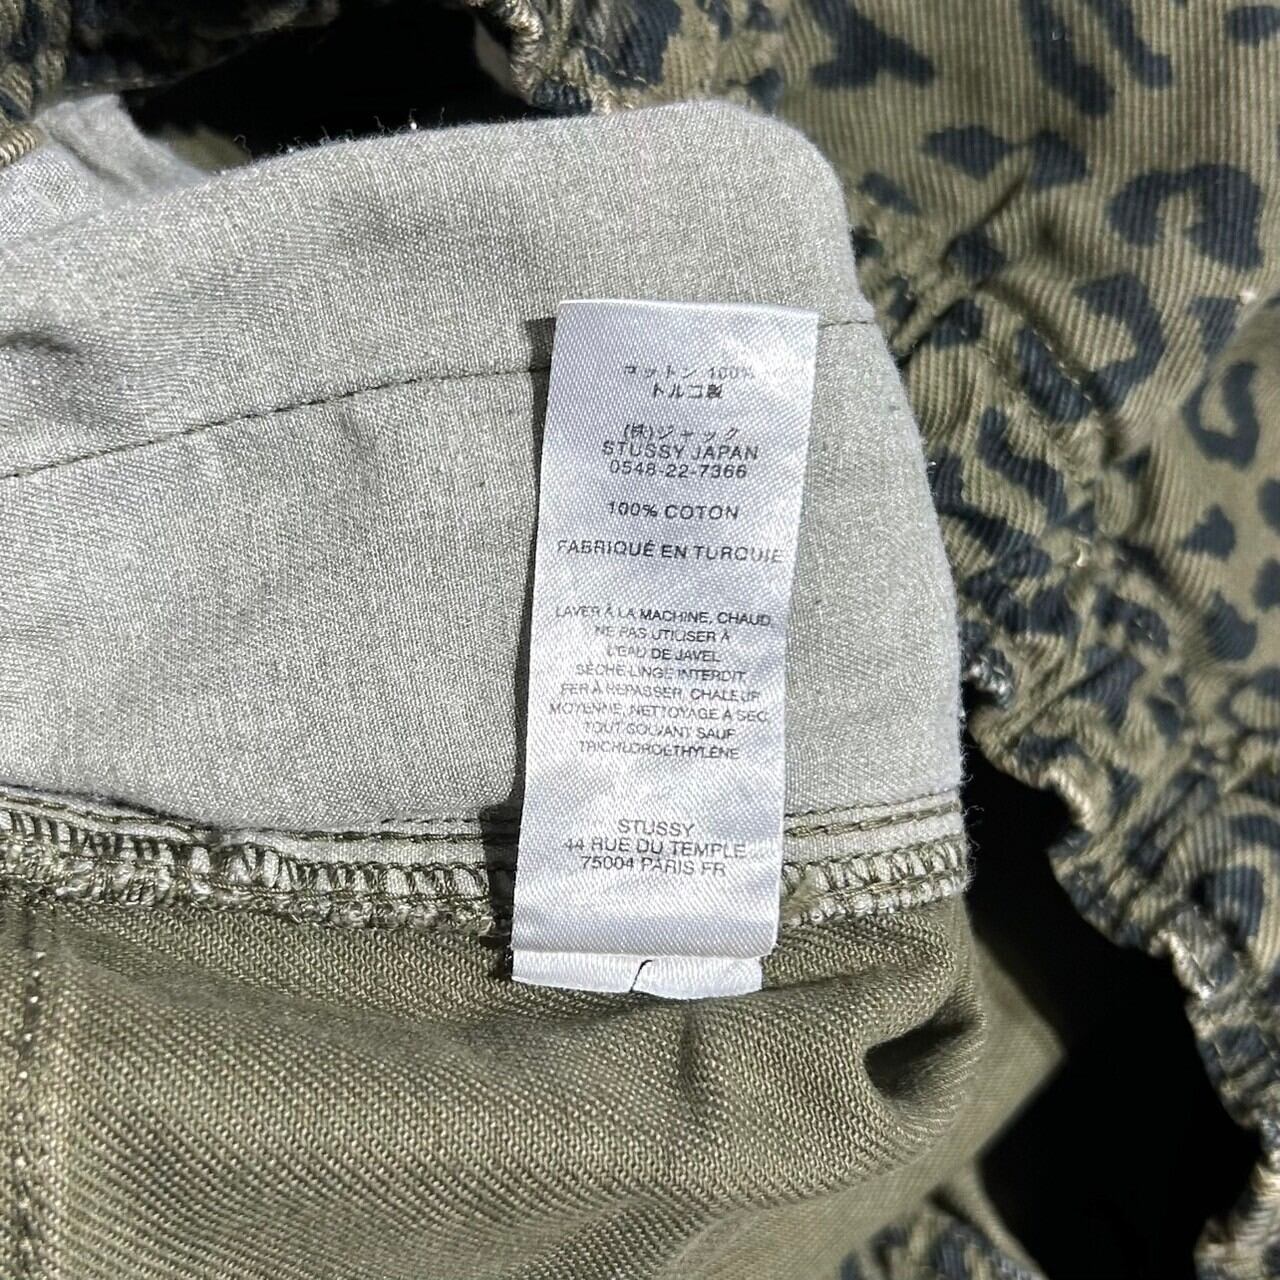 コットン 100%
トルコ製
(株)ジャック
STUSSY JAPAN
0548-22-7366
100% COTON
FABRIQUÉ EN TURQUIE
LAVER À LA MACHINE, CHAUD,
NE PAS UTILISER À
L'EAU DE JAVEL
SÈCHE-LINGE INTERDIT,
FER À REPASSER, CHALEUR
MOYENNE, NETTOYAGE À SEC,
TOUT SOLVANT SAUF
TRICHLOROETHYLÈNE
STUSSY
44 RUE DU TEMPLE
75004 PARIS FR